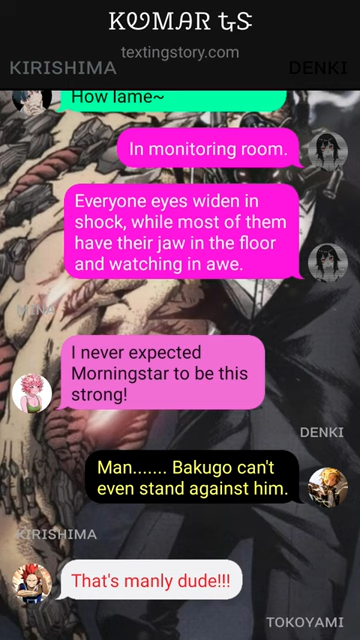 KUMAR GS
textingstory.com
KIRISHIMA
DENKI
How lame~
In monitoring room.
Everyone eyes widen in
shock, while most of them
have their jaw in the floor
and watching in awe.
MINA
I never expected
Morningstar to be this
strong!
DENKI
Man....... Bakugo can't
even stand against him.
KIRISHIMA
That's manly dude!!!
TOKOYAMI